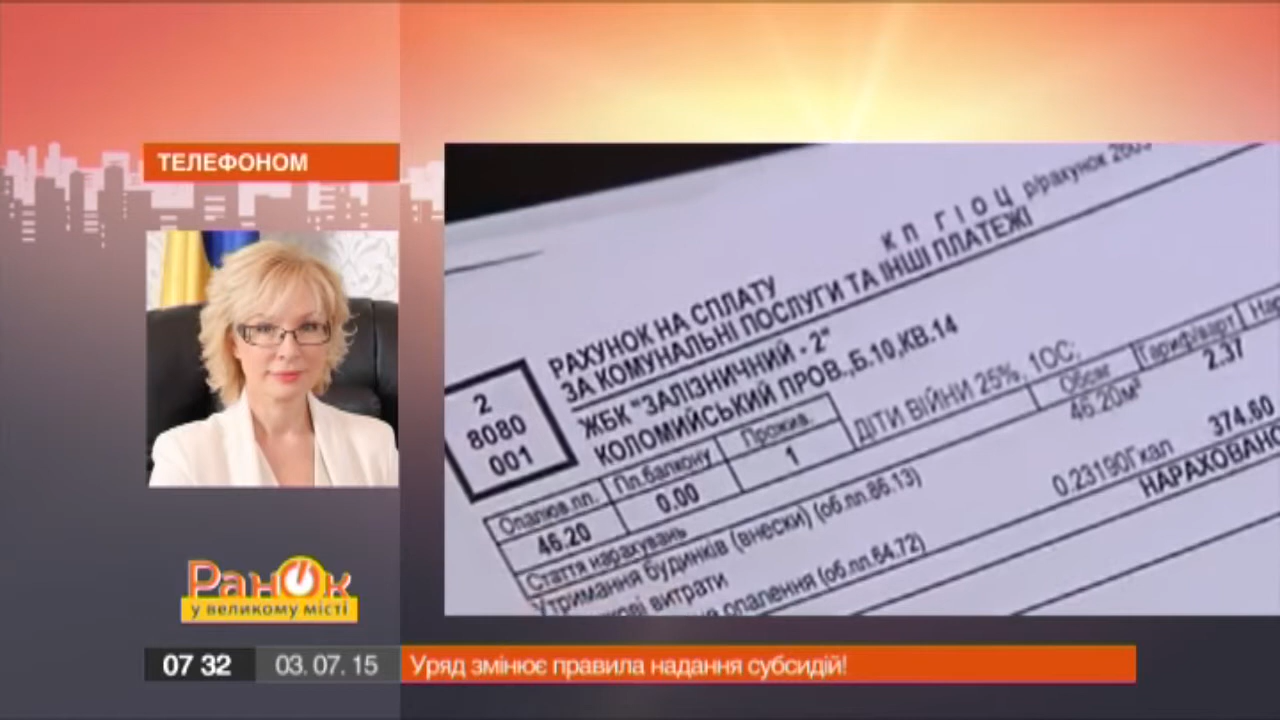 ТЕЛЕФОНОМ
КП ГІОЦ р/рахунок
РАХУНОК НА СПЛАТУ
ЗА КОМУНАЛЬНІ ПОСЛУГИ ТА ІНШІ ПЛАТЕЖІ
ЖБК "ЗАЛІЗНИЧНИЙ - 2"
КОЛОМИЙСЬКИЙ ПРОВ.,Б.10,КВ.14
2
8080
001
Опалюв.пл. Пл.балкону Прожив. ДІТИ ВІЙНИ 25%, 1ОС;
46.20 0.00 1
Обсяг Тарифі/варт
46.20м² 2.37
Стаття нарахувань
Утримання будинків (внески) (об.пл.86.13)
0.23190Гкал 374.60
витрати НАРАХОВАНО
опалення (об.пл.64.72)
Ранок
у великому місті
07 32 03. 07. 15 Уряд змінює правила надання субсидій!